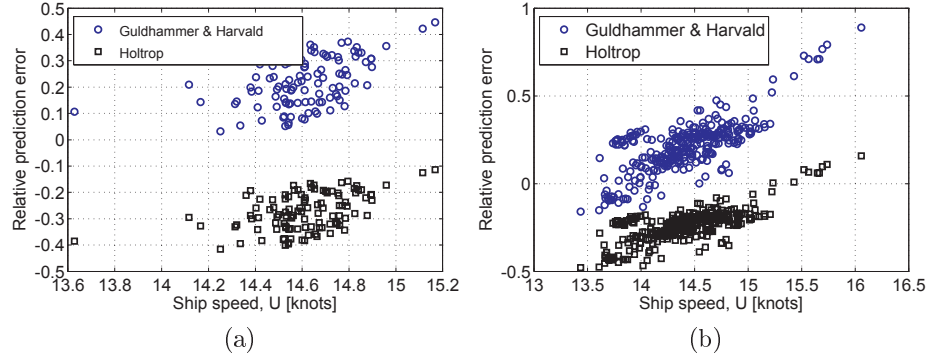 Relative prediction error
0.5
0.4
0.3
0.2
0.1
0
-0.1
-0.2
-0.3
-0.4
-0.5
Guldhammer & Harvald
Holtrop
13.6 13.8 14 14.2 14.4 14.6 14.8 15 15.2
Ship speed, U [knots]
(a)
Relative prediction error
1
0.5
0
-0.5
Guldhammer & Harvald
Holtrop
13 13.5 14 14.5 15 15.5 16 16.5
Ship speed, U [knots]
(b)